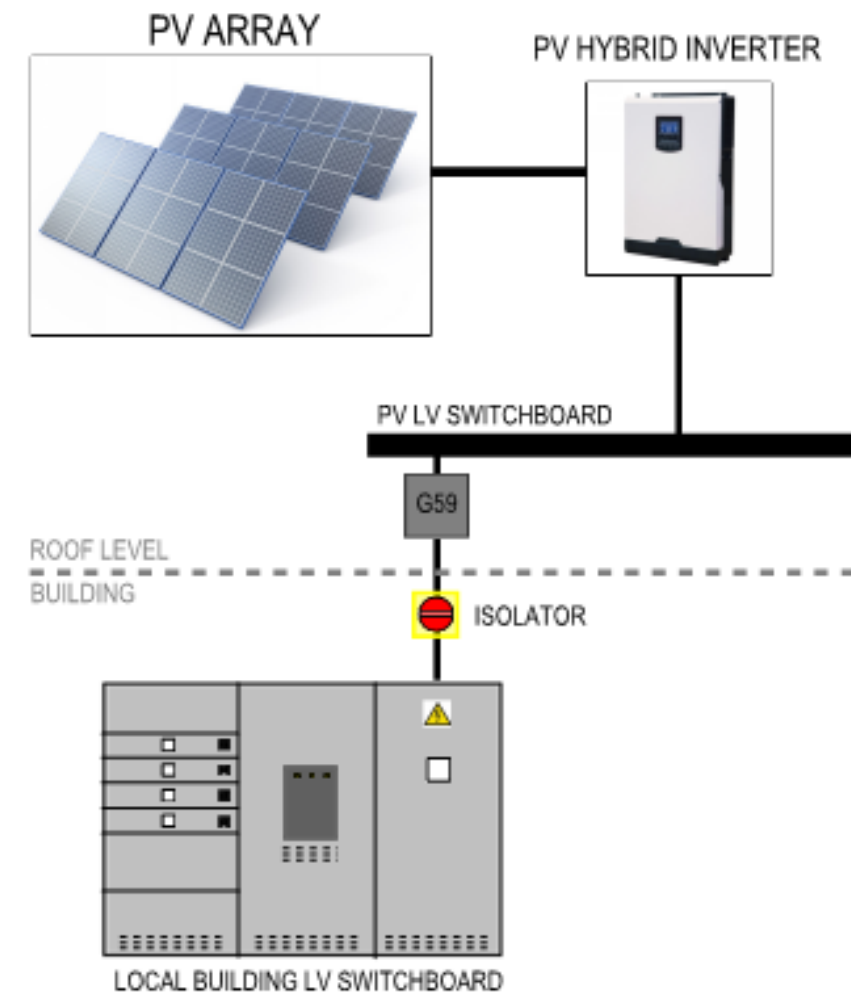 PV ARRAY
PV HYBRID INVERTER
PV LV SWITCHBOARD
G59
ROOF LEVEL
BUILDING
ISOLATOR
LOCAL BUILDING LV SWITCHBOARD